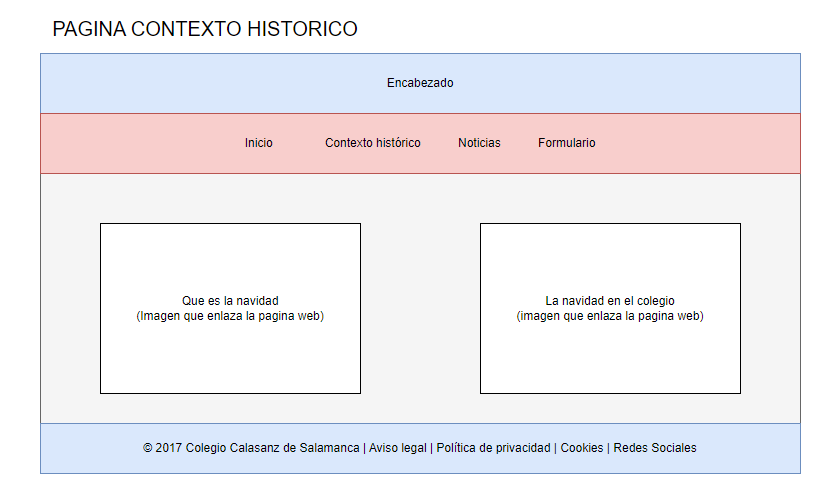 PAGINA CONTEXTO HISTORICO
Encabezado
Inicio Contexto histórico Noticias Formulario
Que es la navidad
(Imagen que enlaza la pagina web)
La navidad en el colegio
(imagen que enlaza la pagina web)
© 2017 Colegio Calasanz de Salamanca | Aviso legal | Política de privacidad | Cookies | Redes Sociales